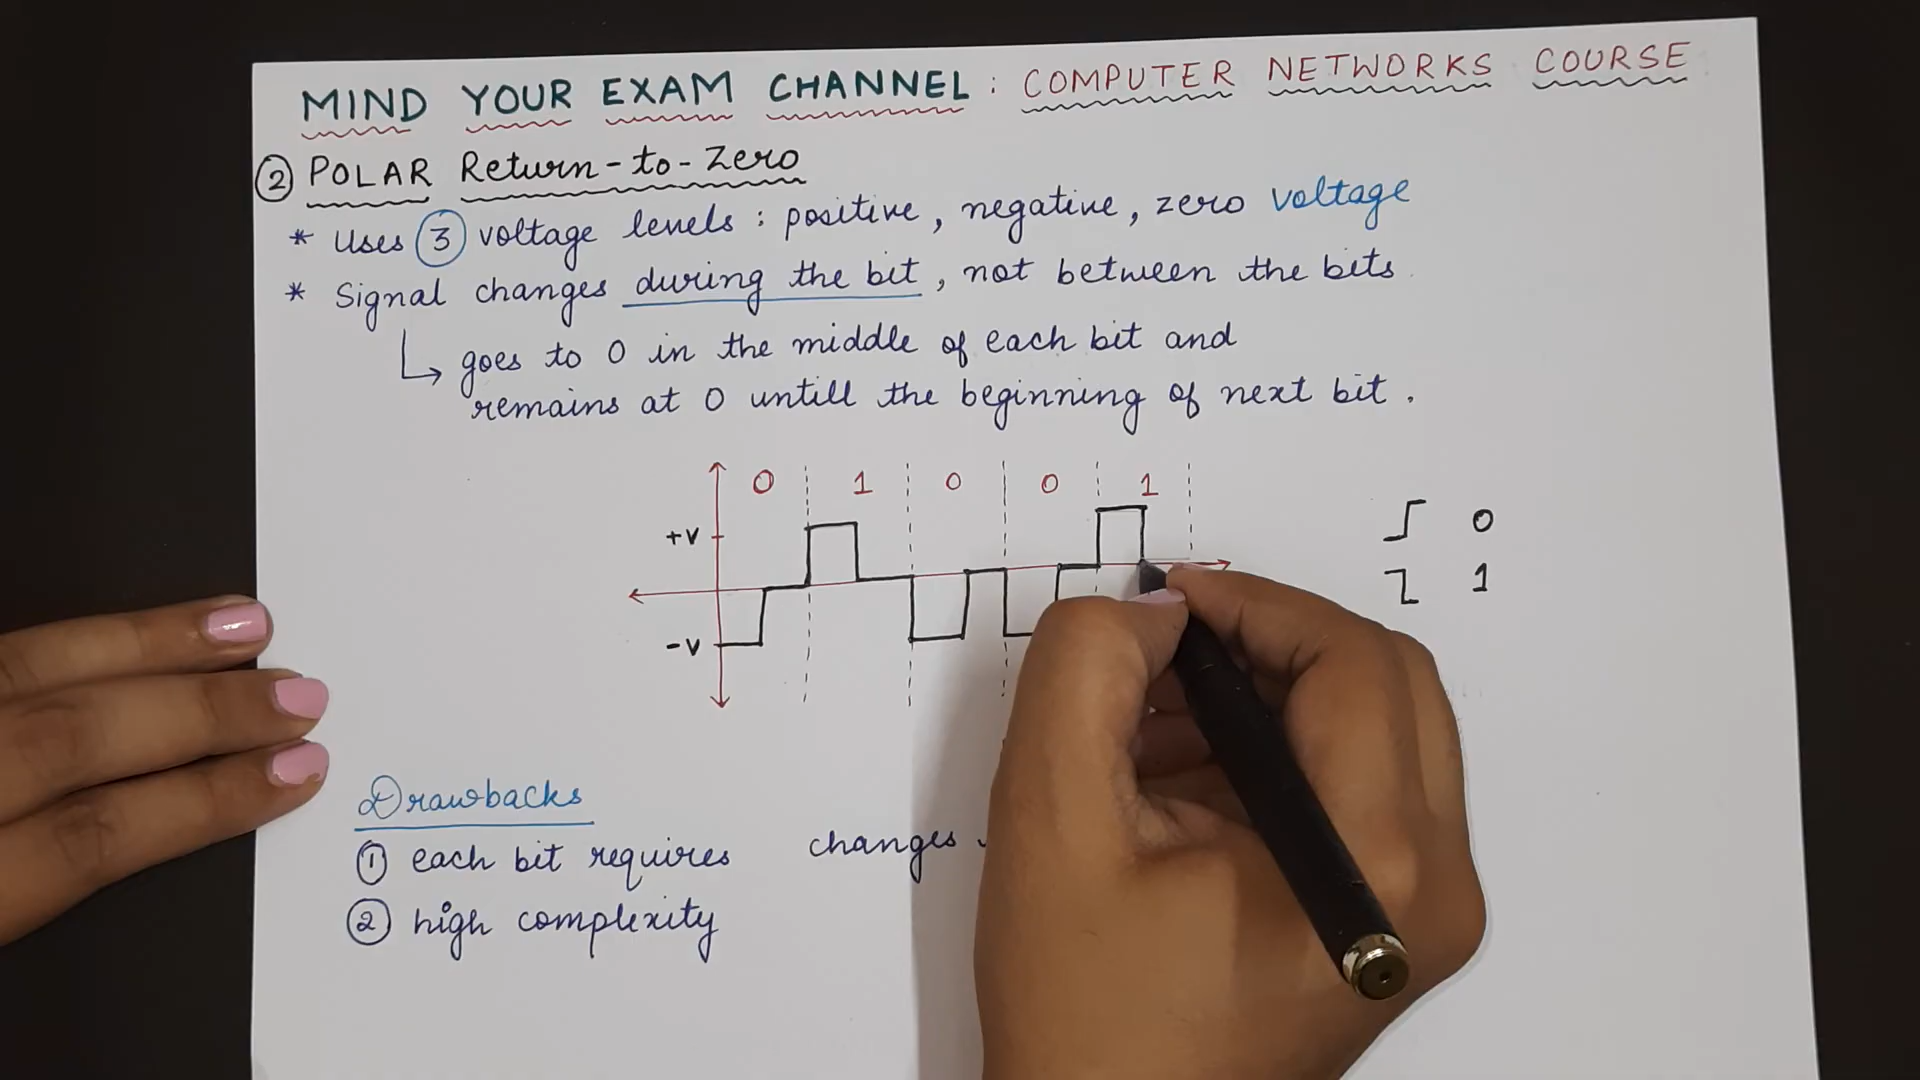 MIND YOUR EXAM CHANNEL : COMPUTER NETWORKS COURSE
② POLAR Return-to-Zero
* Uses ③ voltage levels : positive, negative, zero voltage
* Signal changes during the bit, not between the bits
↳ goes to 0 in the middle of each bit and
remains at 0 untill the beginning of next bit.
0 1 0 0 1
+V
-V
0
1
Drawbacks
① each bit requires changes
② high complexity